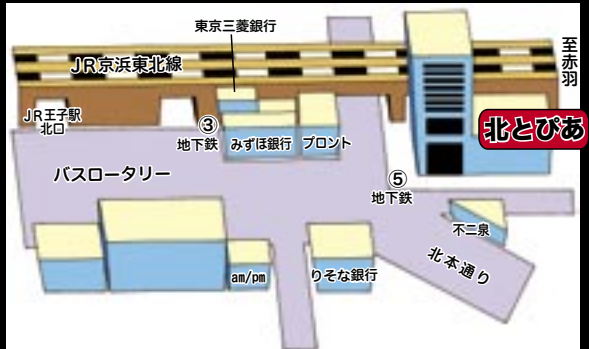 東京三菱銀行
JR京浜東北線
至赤羽
JR王子駅
北口
③
地下鉄
みずほ銀行
プロント
北とぴあ
バスロータリー
⑤
地下鉄
不二泉
北本通り
am/pm
りそな銀行